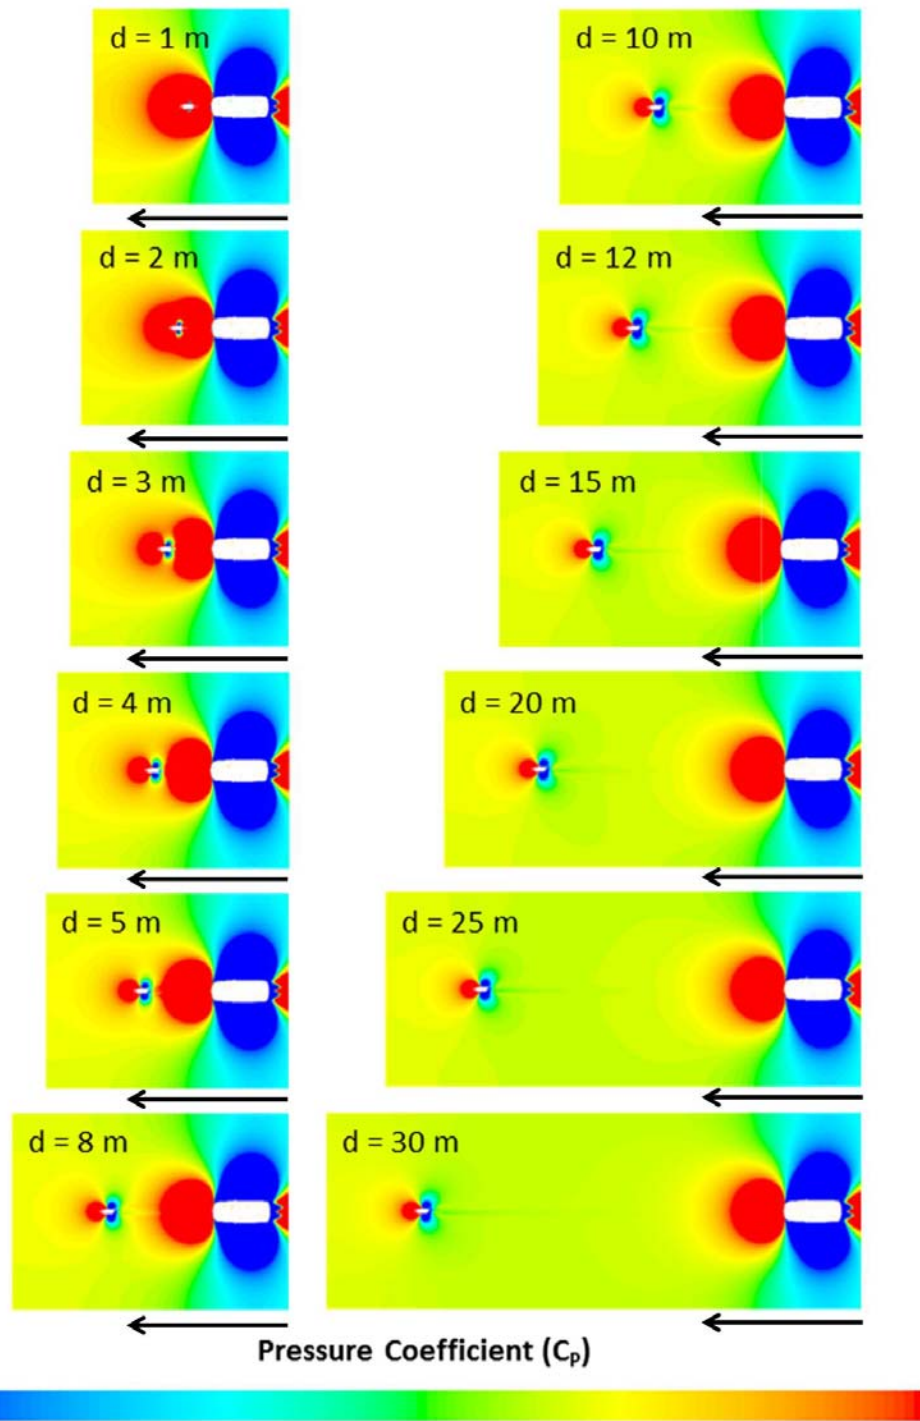 d = 1 m
d = 2 m
d = 3 m
d = 4 m
d = 5 m
d = 8 m
d = 10 m
d = 12 m
d = 15 m
d = 20 m
d = 25 m
d = 30 m
Pressure Coefficient (Cₚ)